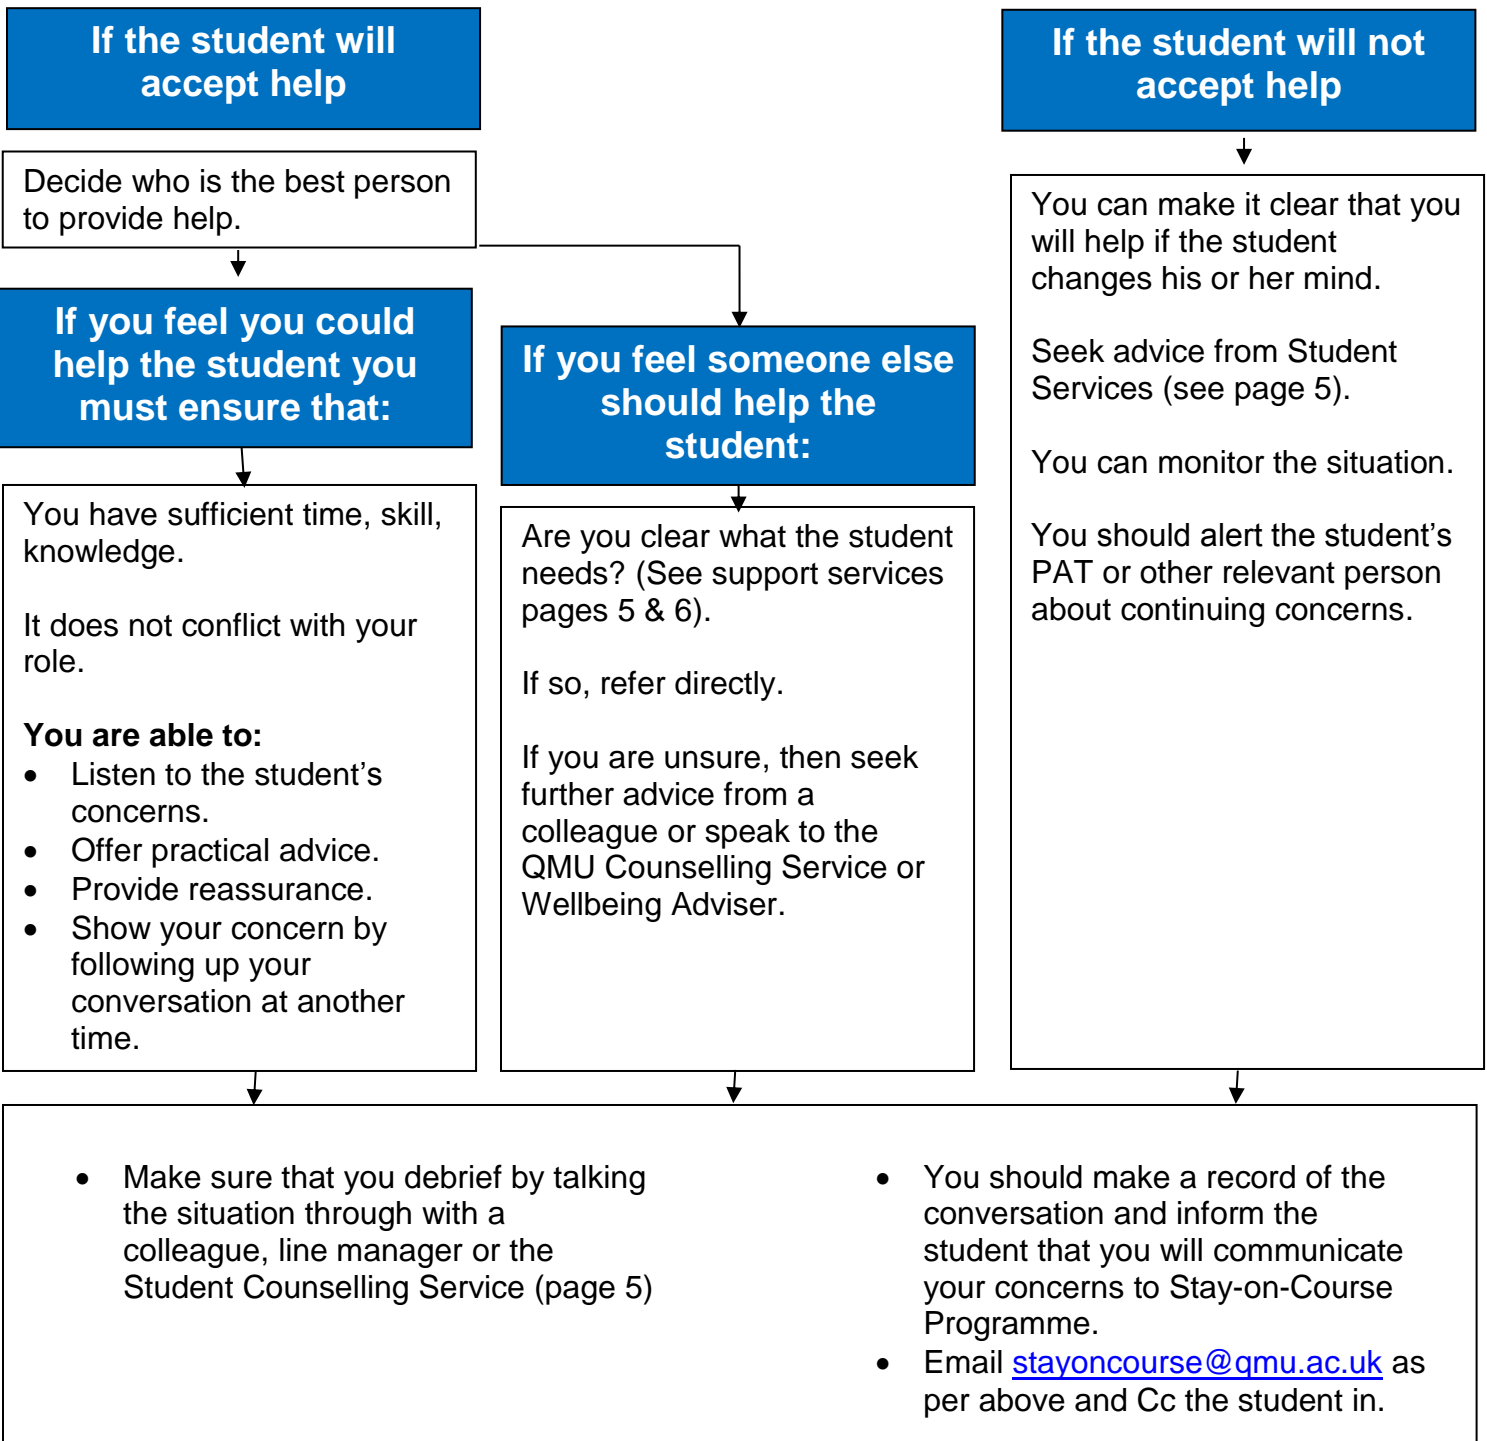 If the student will
accept help
Decide who is the best person
to provide help.
If you feel you could
help the student you
must ensure that:
You have sufficient time, skill,
knowledge.
It does not conflict with your
role.
You are able to:
• Listen to the student’s
concerns.
• Offer practical advice.
• Provide reassurance.
• Show your concern by
following up your
conversation at another
time.
If you feel someone else
should help the
student:
Are you clear what the student
needs? (See support services
pages 5 & 6).
If so, refer directly.
If you are unsure, then seek
further advice from a
colleague or speak to the
QMU Counselling Service or
Wellbeing Adviser.
If the student will not
accept help
You can make it clear that you
will help if the student
changes his or her mind.
Seek advice from Student
Services (see page 5).
You can monitor the situation.
You should alert the student’s
PAT or other relevant person
about continuing concerns.
• Make sure that you debrief by talking
the situation through with a
colleague, line manager or the
Student Counselling Service (page 5)
• You should make a record of the
conversation and inform the
student that you will communicate
your concerns to Stay-on-Course
Programme.
• Email stayoncourse@qmu.ac.uk as
per above and Cc the student in.